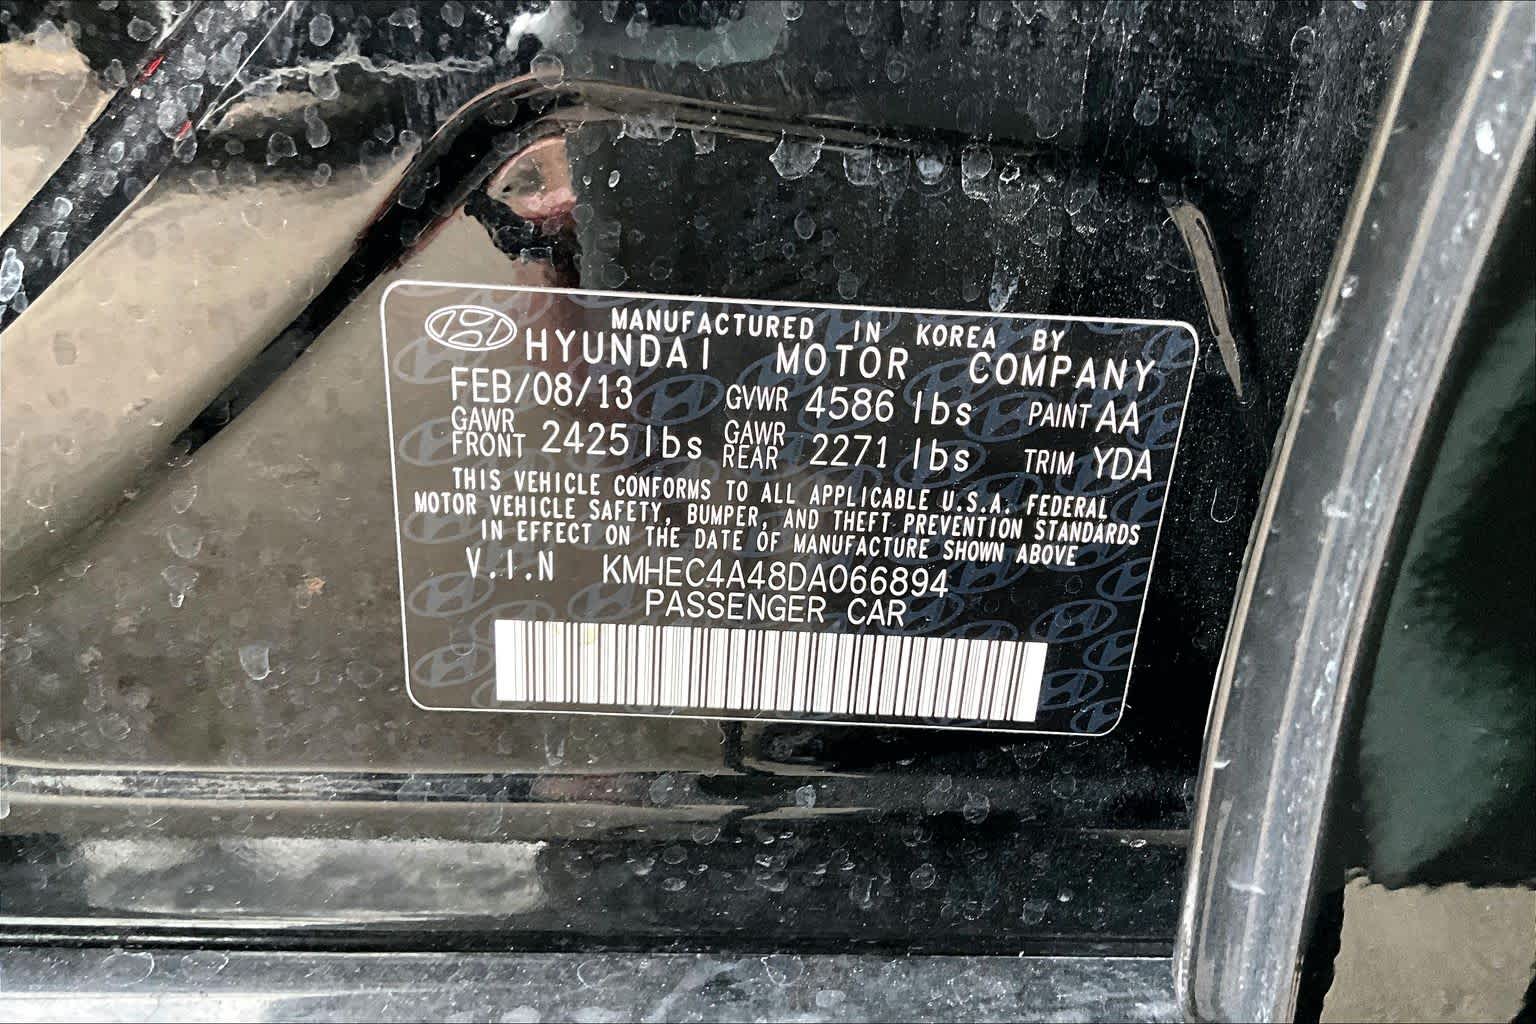 MANUFACTURED IN KOREA BY
HYUNDAI MOTOR COMPANY
FEB/08/13 GVWR 4586 lbs PAINT AA
GAWR FRONT 2425 lbs GAWR REAR 2271 lbs TRIM YDA
THIS VEHICLE CONFORMS TO ALL APPLICABLE U.S.A. FEDERAL
MOTOR VEHICLE SAFETY, BUMPER, AND THEFT PREVENTION STANDARDS
IN EFFECT ON THE DATE OF MANUFACTURE SHOWN ABOVE
V.I.N KMHEC4A48DA066894
PASSENGER CAR